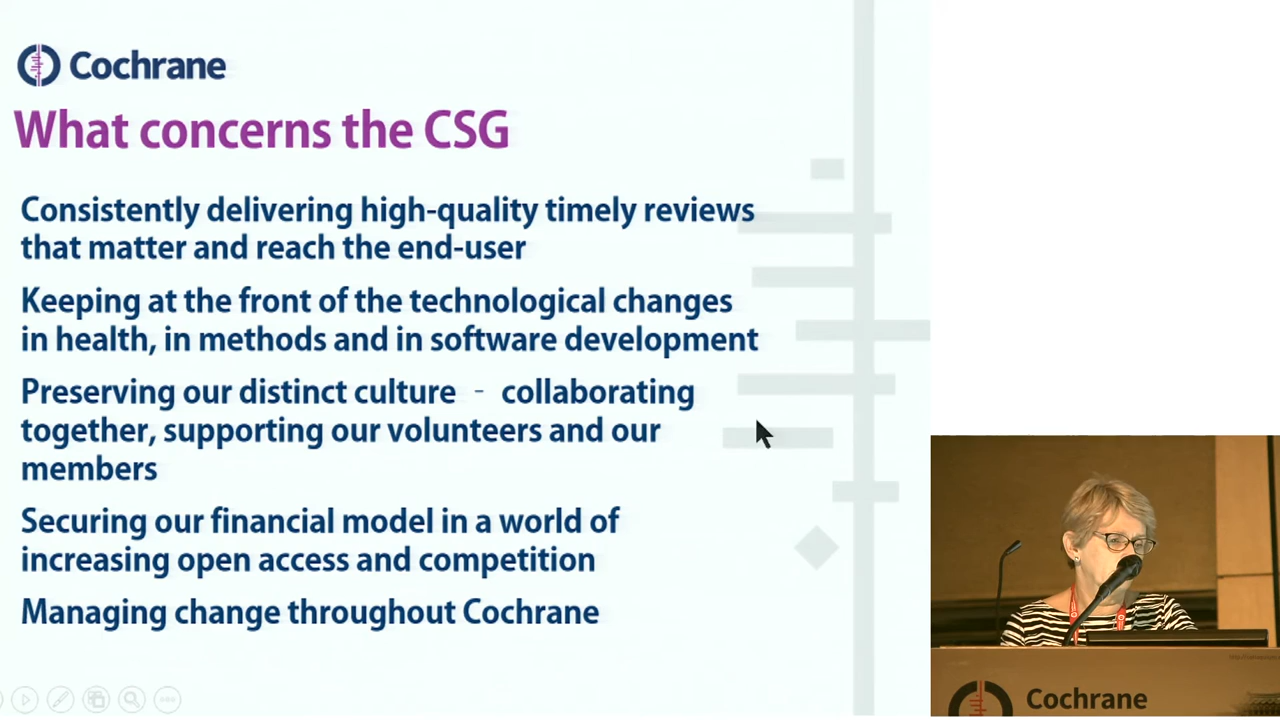 Cochrane
What concerns the CSG
Consistently delivering high-quality timely reviews
that matter and reach the end-user
Keeping at the front of the technological changes
in health, in methods and in software development
Preserving our distinct culture - collaborating
together, supporting our volunteers and our
members
Securing our financial model in a world of
increasing open access and competition
Managing change throughout Cochrane
Cochrane